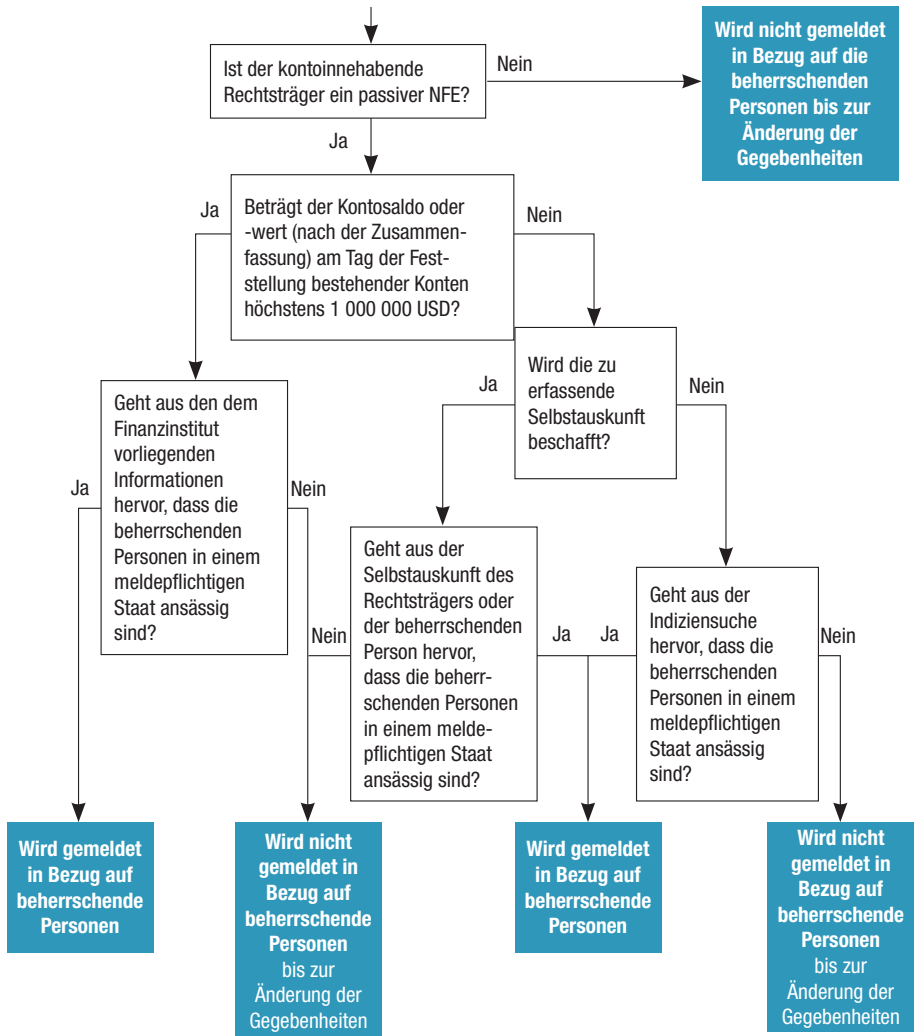 Ist der kontoinnehabende
Rechtsträger ein passiver NFE?
Nein
Wird nicht gemeldet
in Bezug auf die
beherrschenden
Personen bis zur
Änderung der
Gegebenheiten
Ja
Ja
Beträgt der Kontosaldo oder
-wert (nach der Zusammen-
fassung) am Tag der Fest-
stellung bestehender Konten
höchstens 1 000 000 USD?
Nein
Ja
Wird die zu
erfassende
Selbstauskunft
beschafft?
Nein
Ja
Geht aus den dem
Finanzinstitut
vorliegenden
Informationen
hervor, dass die
beherrschenden
Personen in einem
meldepflichtigen
Staat ansässig
sind?
Nein
Nein
Geht aus der
Selbstauskunft des
Rechtsträgers oder
der beherrschenden
Person hervor,
dass die beherr-
schenden Personen
in einem melde-
pflichtigen Staat
ansässig sind?
Ja
Ja
Geht aus der
Indiziensuche
hervor, dass die
beherrschenden
Personen in einem
meldepflichtigen
Staat ansässig
sind?
Nein
Wird gemeldet
in Bezug auf
beherrschende
Personen
Wird nicht
gemeldet in
Bezug auf
beherrschende
Personen
bis zur
Änderung der
Gegebenheiten
Wird gemeldet
in Bezug auf
beherrschende
Personen
Wird nicht
gemeldet in
Bezug auf
beherrschende
Personen
bis zur
Änderung der
Gegebenheiten